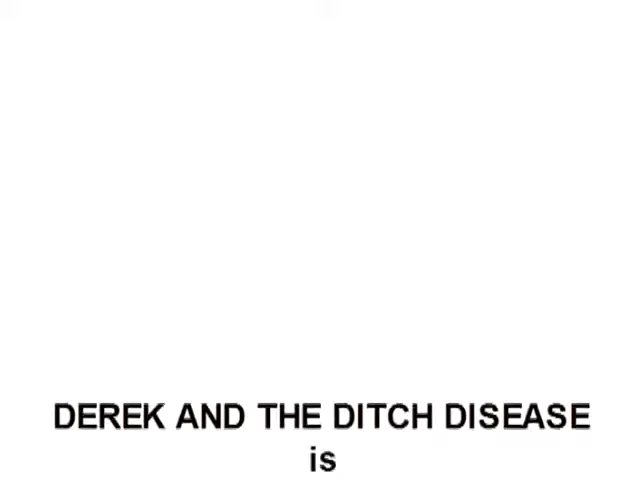 DEREK AND THE DITCH DISEASE
is